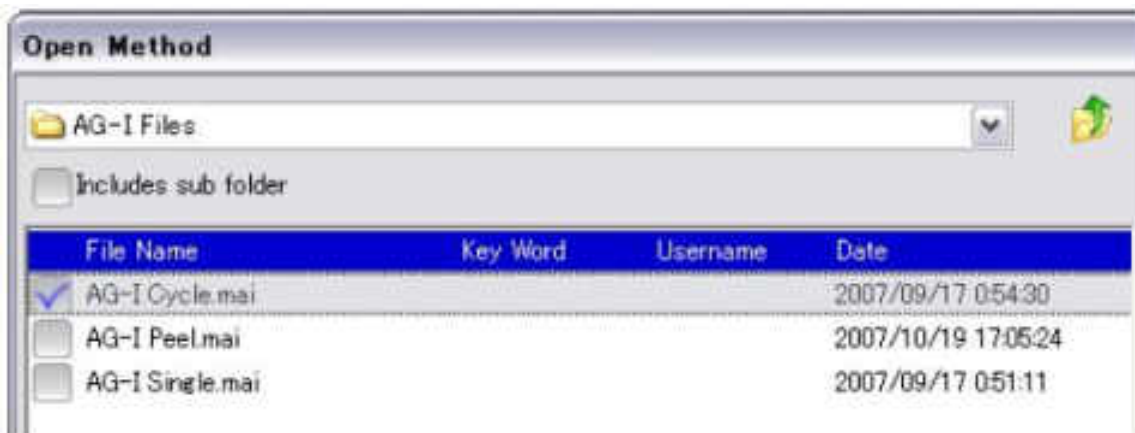 Open Method
AG-I Files
Includes sub folder
File Name Key Word Username Date
AG-I Cycle.mai 2007/09/17 0:54:30
AG-I Peel.mai 2007/10/19 17:05:24
AG-I Single.mai 2007/09/17 0:51:11